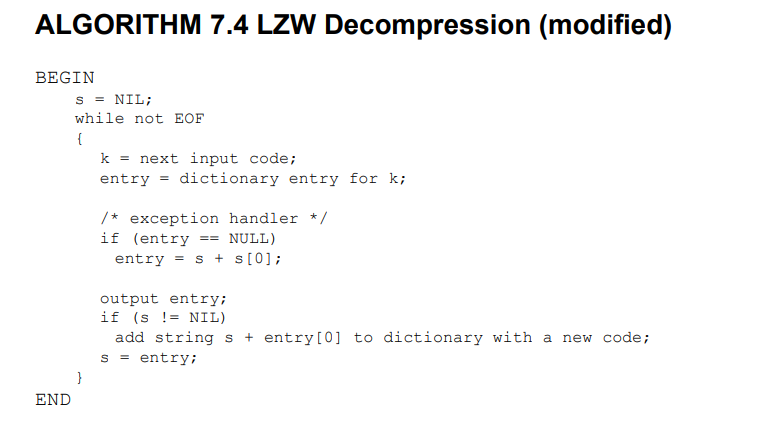 ALGORITHM 7.4 LZW Decompression (modified)
BEGIN
s = NIL;
while not EOF
{
k = next input code;
entry = dictionary entry for k;
/* exception handler */
if (entry == NULL)
entry = s + s[0];
output entry;
if (s != NIL)
add string s + entry[0] to dictionary with a new code;
s = entry;
}
END